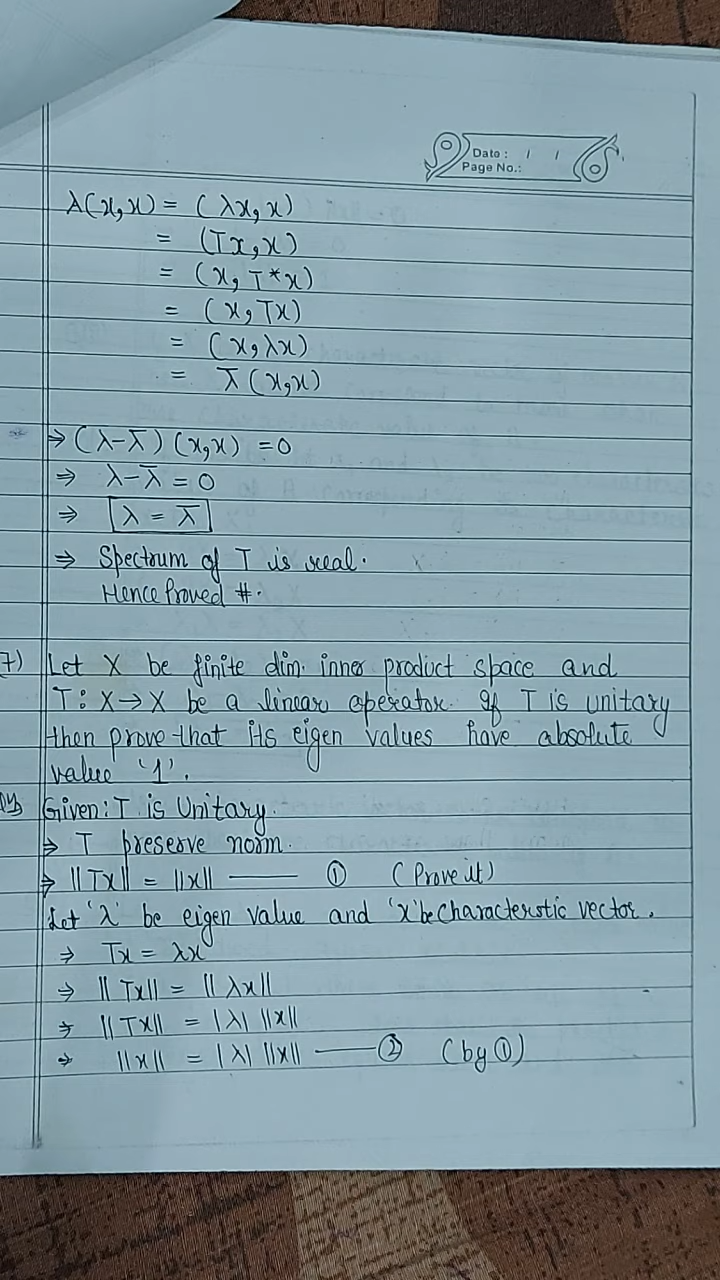 Date : / /
Page No.:
λ(x,x) = (λx, x)
= (Tx, x)
= (x, T*x)
= (x, Tx)
= (x, λx)
= λ̄ (x,x)
⇒ (λ-λ̄) (x,x) = 0
⇒ λ-λ̄ = 0
⇒ λ = λ̄
⇒ Spectrum of T is real.
Hence Proved #.
7) Let X be finite dim. inner product space and
T: X→X be a linear operator. If T is unitary
then prove that its eigen values have absolute
value '1'.
Given: T is Unitary.
⇒ T preserve norm.
⇒ ||Tx|| = ||x|| —— ① (Prove it)
Let 'λ' be eigen value and 'x' be Characterstic vector.
⇒ Tx = λx
⇒ ||Tx|| = ||λx||
⇒ ||Tx|| = |λ| ||x||
⇒ ||x|| = |λ| ||x|| —— ② (by ①)